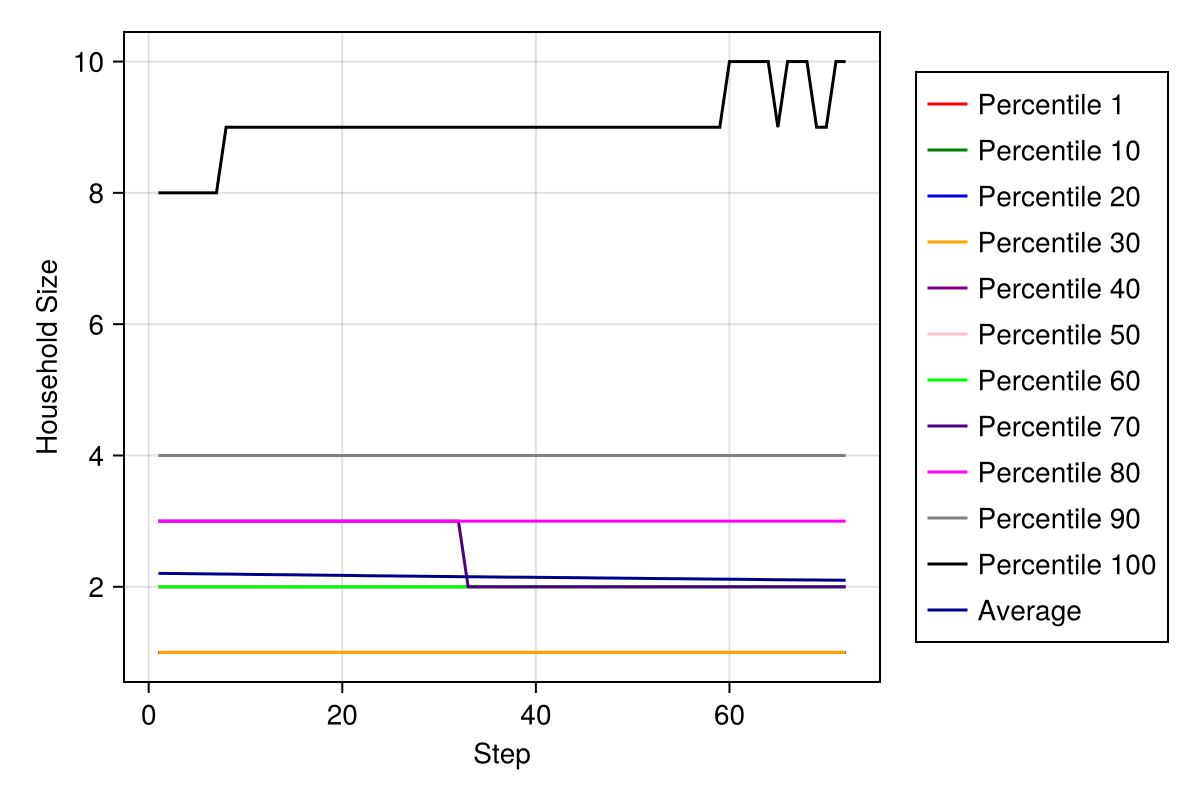 10
8
6
4
2
Household Size
0 20 40 60
Step
Percentile 1
Percentile 10
Percentile 20
Percentile 30
Percentile 40
Percentile 50
Percentile 60
Percentile 70
Percentile 80
Percentile 90
Percentile 100
Average